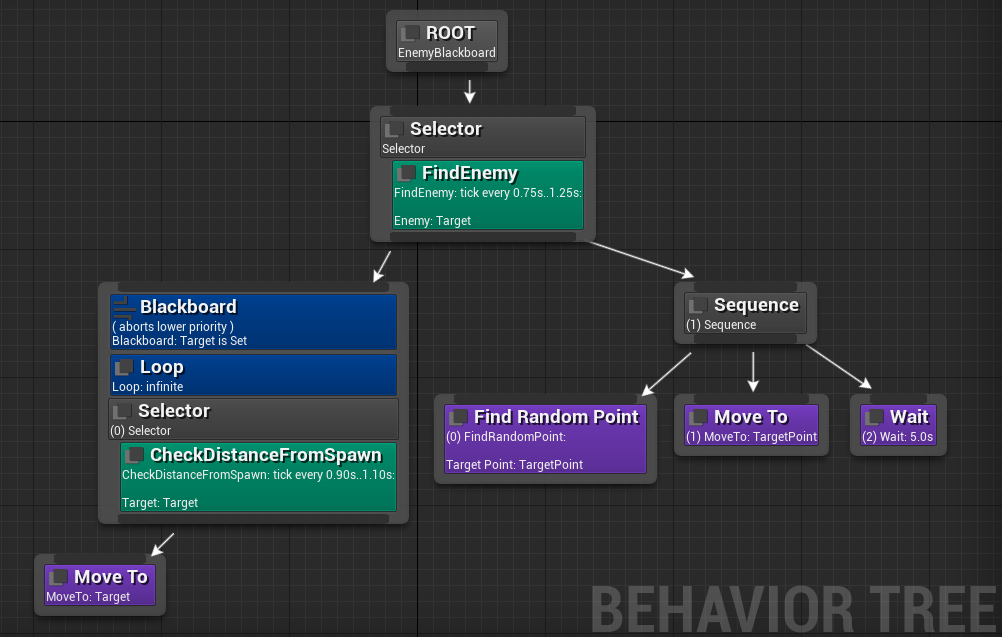 ROOT
EnemyBlackboard
Selector
Selector
FindEnemy
FindEnemy: tick every 0.75s..1.25s:
Enemy: Target
Blackboard
( aborts lower priority )
Blackboard: Target is Set
Loop
Loop: infinite
Selector
(0) Selector
CheckDistanceFromSpawn
CheckDistanceFromSpawn: tick every 0.90s..1.10s:
Target: Target
Move To
MoveTo: Target
Sequence
(1) Sequence
Find Random Point
(0) FindRandomPoint:
Target Point: TargetPoint
Move To
(1) MoveTo: TargetPoint
Wait
(2) Wait: 5.0s
BEHAVIOR TREE